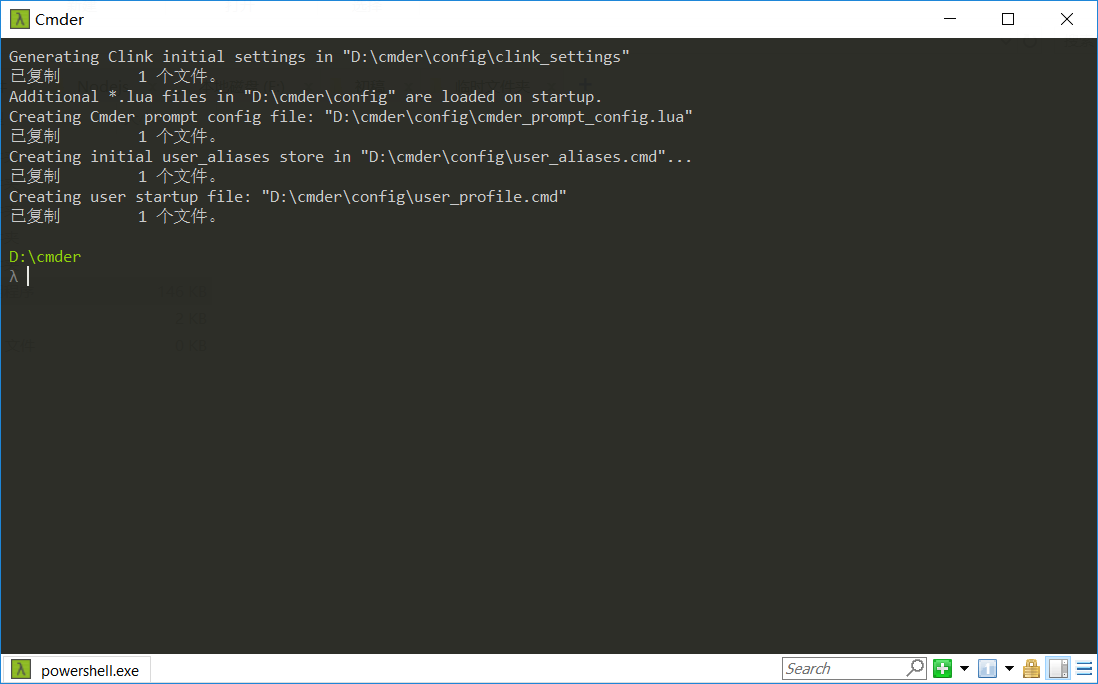 Cmder
Generating Clink initial settings in "D:\cmder\config\clink_settings"
已复制         1 个文件。
Additional *.lua files in "D:\cmder\config" are loaded on startup.
Creating Cmder prompt config file: "D:\cmder\config\cmder_prompt_config.lua"
已复制         1 个文件。
Creating initial user_aliases store in "D:\cmder\config\user_aliases.cmd"...
已复制         1 个文件。
Creating user startup file: "D:\cmder\config\user_profile.cmd"
已复制         1 个文件。
D:\cmder
λ
powershell.exe
Search